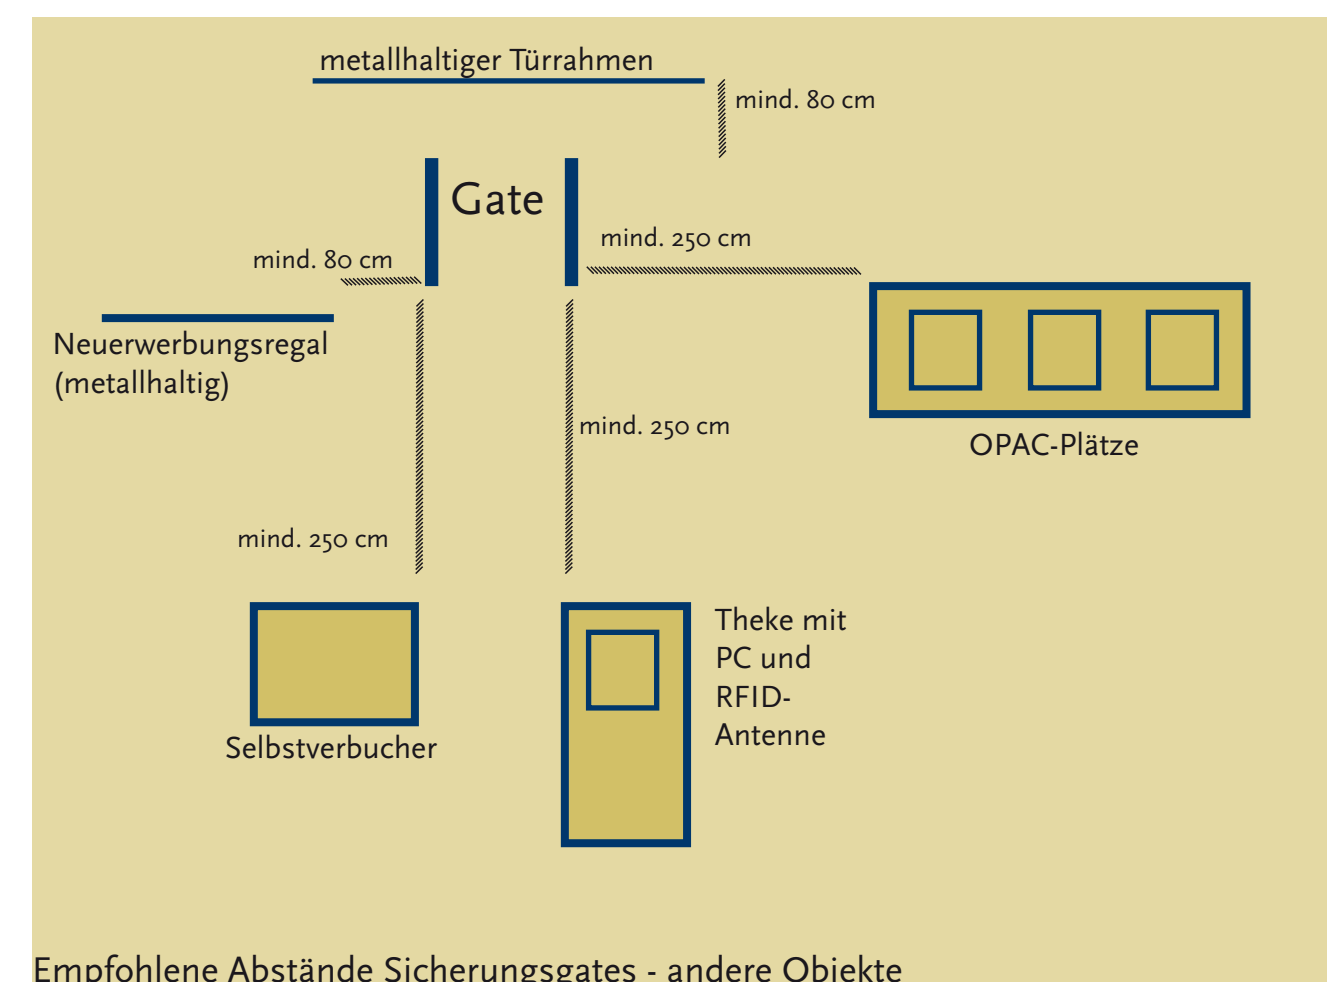 metallhaltiger Türrahmen
mind. 80 cm
Gate
mind. 250 cm
mind. 80 cm
Neuerwerbungsregal
(metallhaltig)
mind. 250 cm
OPAC-Plätze
mind. 250 cm
Theke mit
PC und
RFID-
Antenne
Selbstverbucher
Empfohlene Abstände Sicherungsgates - andere Objekte